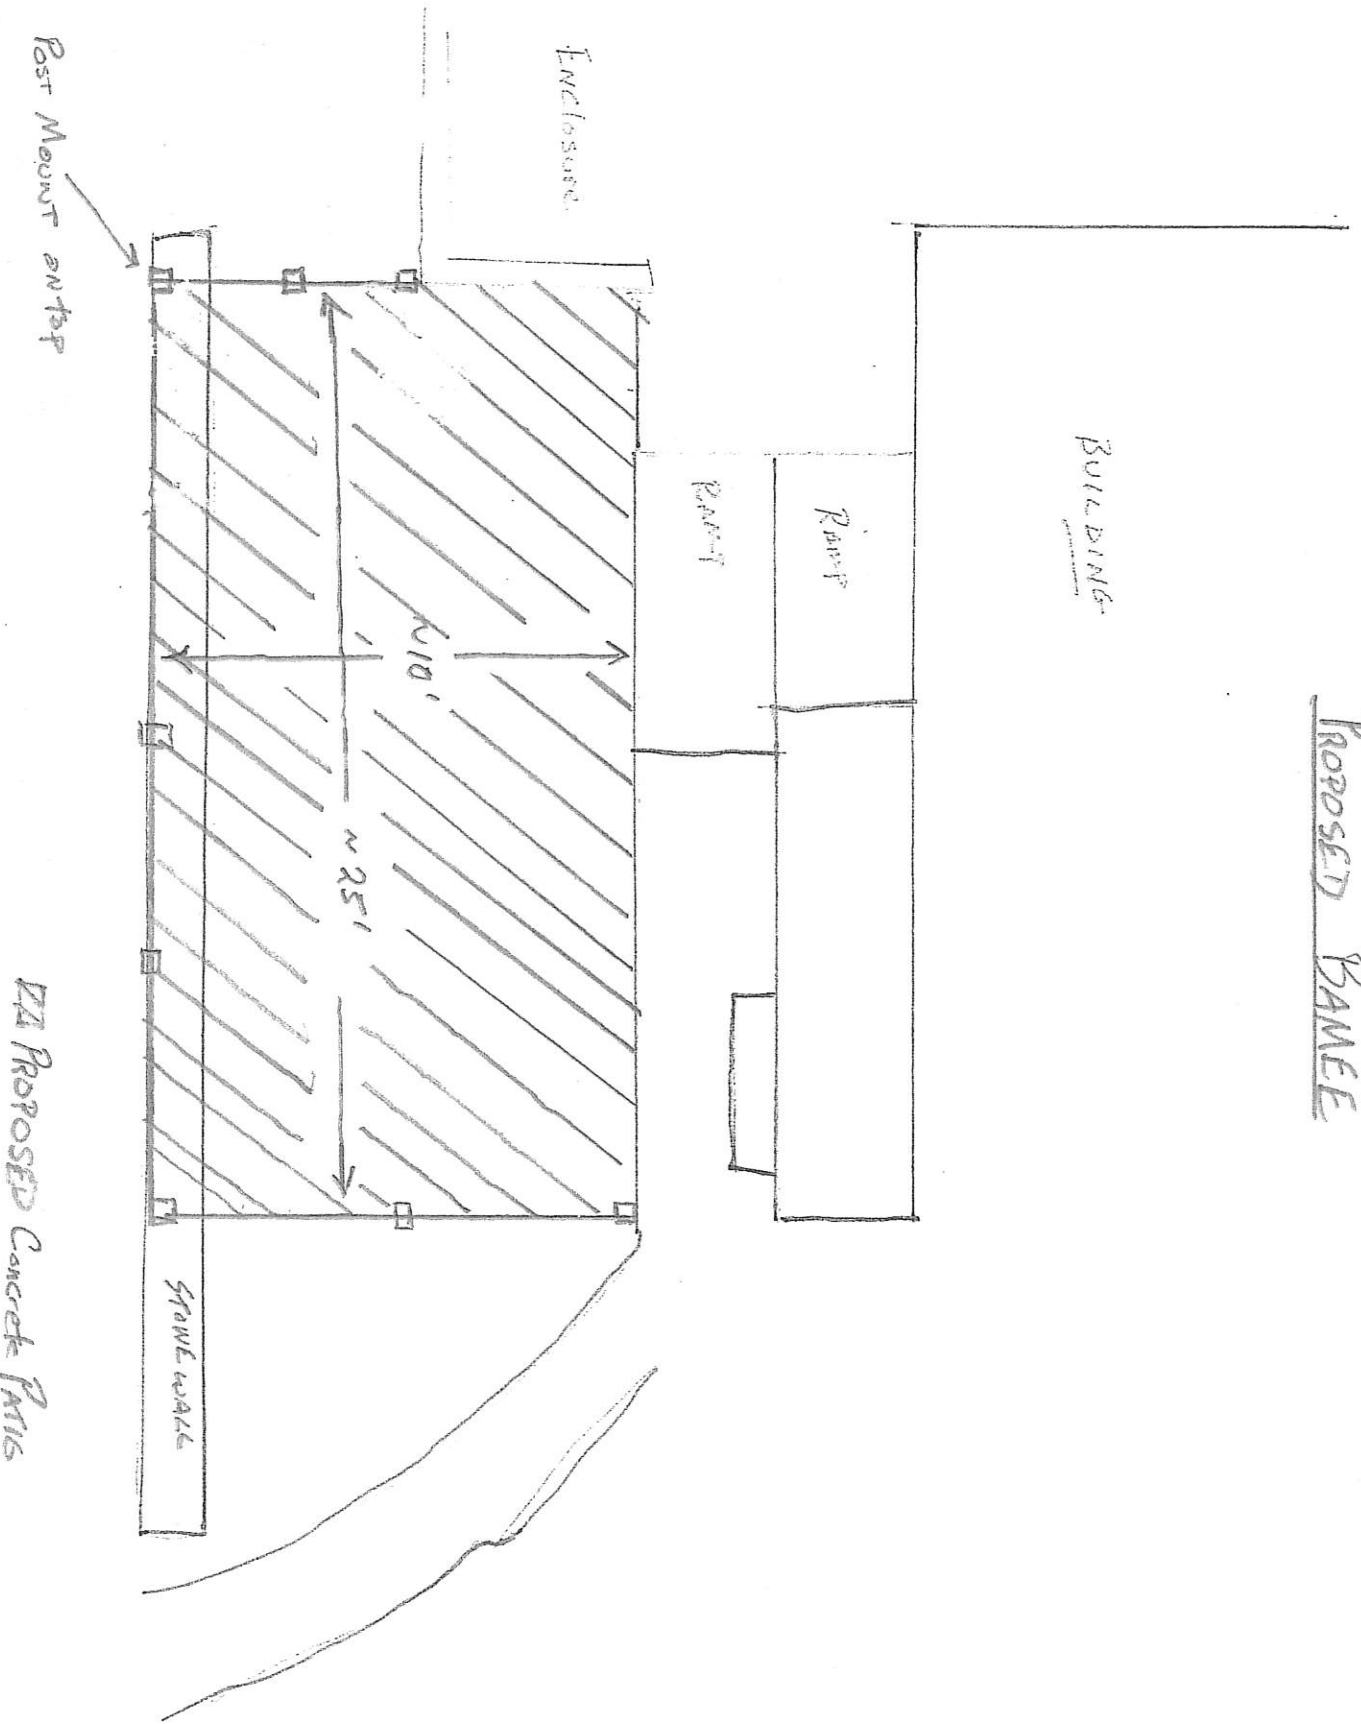 PROPOSED BAMEE
BUILDING
Enclosure
Ramp
Ramp
~10'
~25'
STONE WALL
Post Mount on top
PROPOSED Concrete PATIO